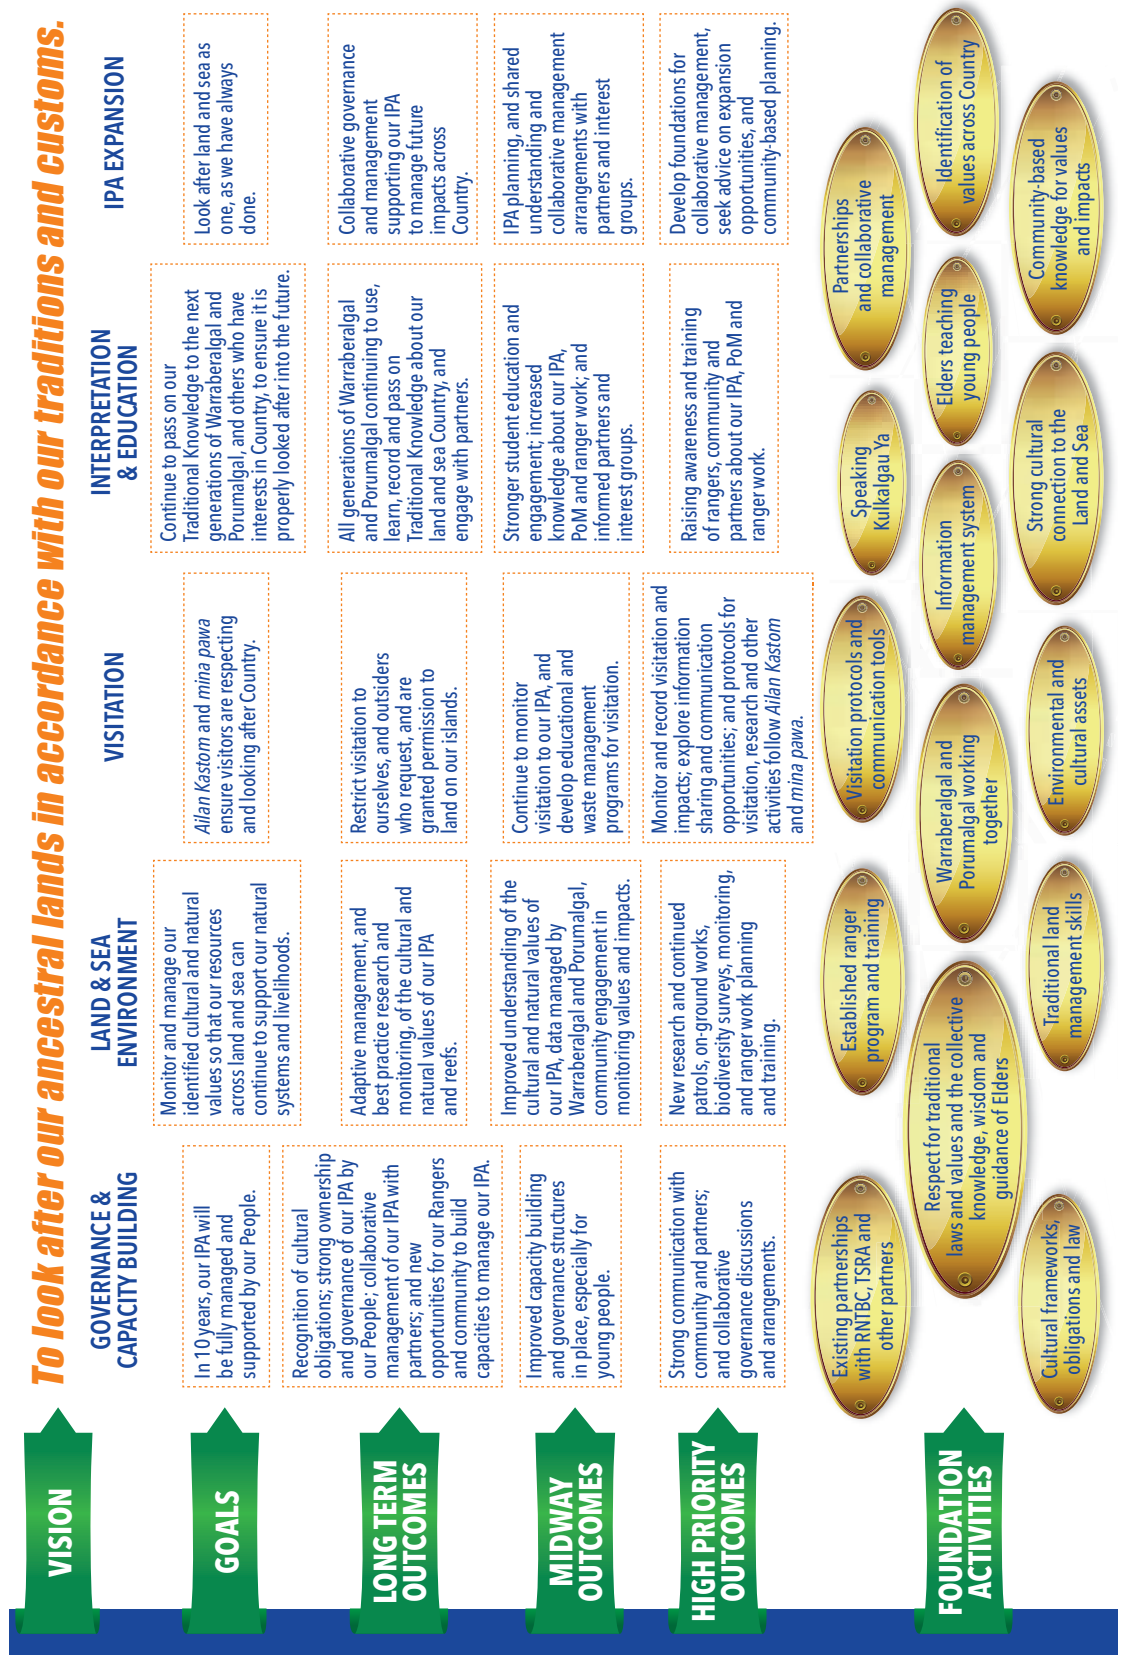 To look after our ancestral lands in accordance with our traditions and customs.
VISION
GOVERNANCE &
CAPACITY BUILDING
LAND & SEA
ENVIRONMENT
VISITATION
INTERPRETATION
& EDUCATION
IPA EXPANSION
GOALS
In 10 years, our IPA will
be fully managed and
supported by our People.
Monitor and manage our
identified cultural and natural
values so that our resources
across land and sea can
continue to support our natural
systems and livelihoods.
Ailan Kastom and mina pawa
ensure visitors are respecting
and looking after Country.
Continue to pass on our
Traditional Knowledge to the next
generations of Warraberalgal and
Porumalgal, and others who have
interests in Country, to ensure it is
properly looked after into the future.
Look after land and sea as
one, as we have always
done.
LONG TERM
OUTCOMES
Recognition of cultural
obligations; strong ownership
and governance of our IPA by
our People; collaborative
management of our IPA with
partners; and new
opportunities for our Rangers
and community to build
capacities to manage our IPA.
Adaptive management, and
best practice research and
monitoring, of the cultural and
natural values of our IPA
and reefs.
Restrict visitation to
ourselves, and outsiders
who request, and are
granted permission to
land on our islands.
All generations of Warraberalgal
and Porumalgal continuing to use,
learn, record and pass on
Traditional Knowledge about our
land and sea Country, and
engage with partners.
Collaborative governance
and management
supporting our IPA
to manage future
impacts across
Country.
MIDWAY
OUTCOMES
Improved capacity building
and governance structures
in place, especially for
young people.
Improved understanding of the
cultural and natural values of
our IPA, data managed by
Warraberalgal and Porumalgal,
community engagement in
monitoring values and impacts.
Continue to monitor
visitation to our IPA, and
develop educational and
waste management
programs for visitation.
Stronger student education and
engagement; increased
knowledge about our IPA,
PoM and ranger work; and
informed partners and
interest groups.
IPA planning, and shared
understanding and
collaborative management
arrangements with
partners and interest
groups.
HIGH PRIORITY
OUTCOMES
Strong communication with
community and partners;
and collaborative
governance discussions
and arrangements.
New research and continued
patrols, on-ground works,
biodiversity surveys, monitoring,
and ranger work planning
and training.
Monitor and record visitation and
impacts; explore information
sharing and communication
opportunities; and protocols for
visitation, research and other
activities follow Ailan Kastom
and mina pawa.
Raising awareness and training
of rangers, community and
partners about our IPA, PoM and
ranger work.
Develop foundations for
collaborative management,
seek advice on expansion
opportunities, and
community-based planning.
FOUNDATION
ACTIVITIES
Existing partnerships
with RNTBC, TSRA and
other partners
Established ranger
program and training
Visitation protocols and
communication tools
Speaking
Kulkalgau Ya
Partnerships
and collaborative
management
Respect for traditional
laws and values and the collective
knowledge, wisdom and
guidance of Elders
Warraberalgal and
Porumalgal working
together
Information
management system
Elders teaching
young people
Identification of
values across Country
Cultural frameworks,
obligations and law
Traditional land
management skills
Environmental and
cultural assets
Strong cultural
connection to the
Land and Sea
Community-based
knowledge for values
and impacts